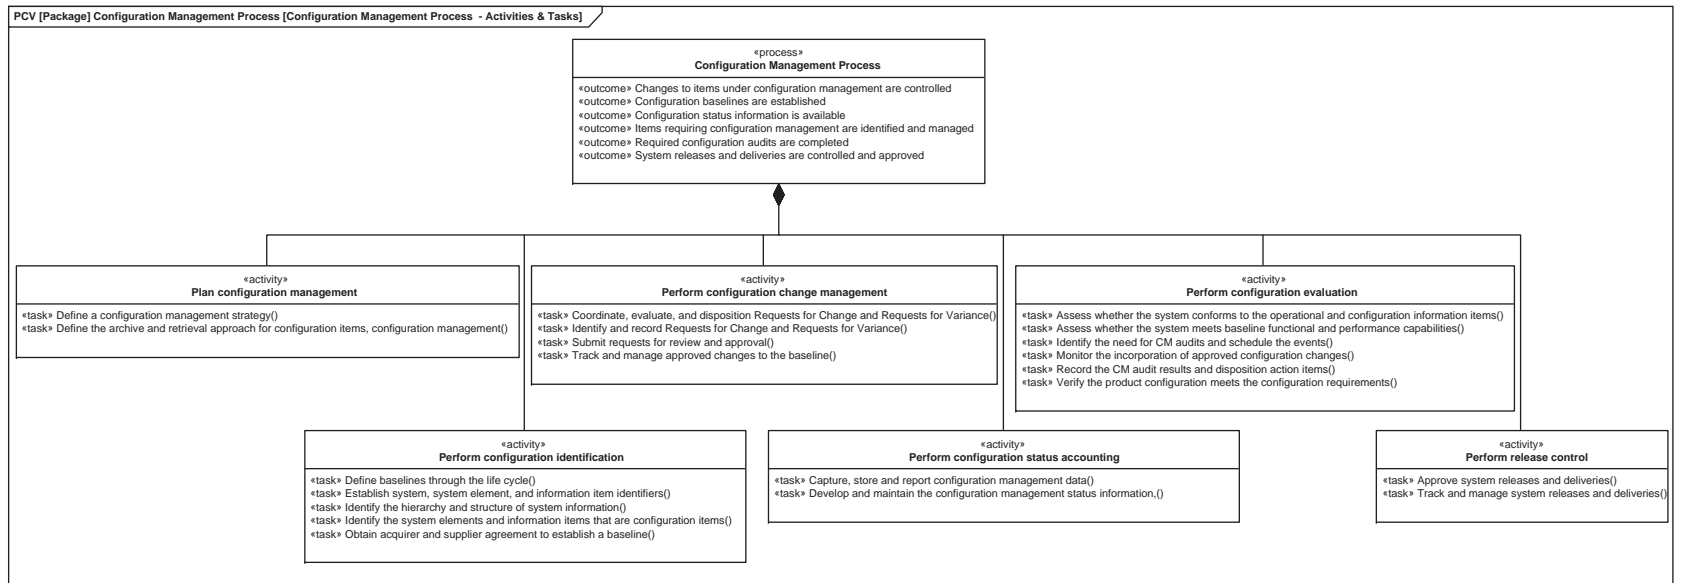 PCV [Package] Configuration Management Process [Configuration Management Process - Activities & Tasks]
«process»
Configuration Management Process
«outcome» Changes to items under configuration management are controlled
«outcome» Configuration baselines are established
«outcome» Configuration status information is available
«outcome» Items requiring configuration management are identified and managed
«outcome» Required configuration audits are completed
«outcome» System releases and deliveries are controlled and approved
«activity»
Plan configuration management
«task» Define a configuration management strategy()
«task» Define the archive and retrieval approach for configuration items, configuration management()
«activity»
Perform configuration change management
«task» Coordinate, evaluate, and disposition Requests for Change and Requests for Variance()
«task» Identify and record Requests for Change and Requests for Variance()
«task» Submit requests for review and approval()
«task» Track and manage approved changes to the baseline()
«activity»
Perform configuration evaluation
«task» Assess whether the system conforms to the operational and configuration information items()
«task» Assess whether the system meets baseline functional and performance capabilities()
«task» Identify the need for CM audits and schedule the events()
«task» Monitor the incorporation of approved configuration changes()
«task» Record the CM audit results and disposition action items()
«task» Verify the product configuration meets the configuration requirements()
«activity»
Perform configuration identification
«task» Define baselines through the life cycle()
«task» Establish system, system element, and information item identifiers()
«task» Identify the hierarchy and structure of system information()
«task» Identify the system elements and information items that are configuration items()
«task» Obtain acquirer and supplier agreement to establish a baseline()
«activity»
Perform configuration status accounting
«task» Capture, store and report configuration management data()
«task» Develop and maintain the configuration management status information,()
«activity»
Perform release control
«task» Approve system releases and deliveries()
«task» Track and manage system releases and deliveries()